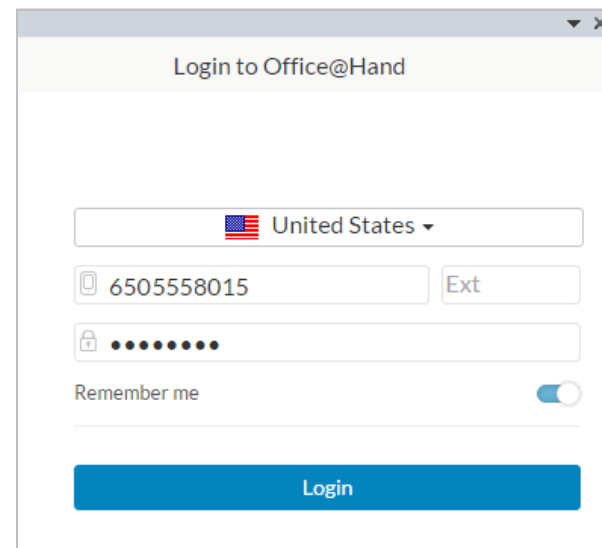 Login to Office@Hand
United States
6505558015 Ext
••••••••
Remember me
Login